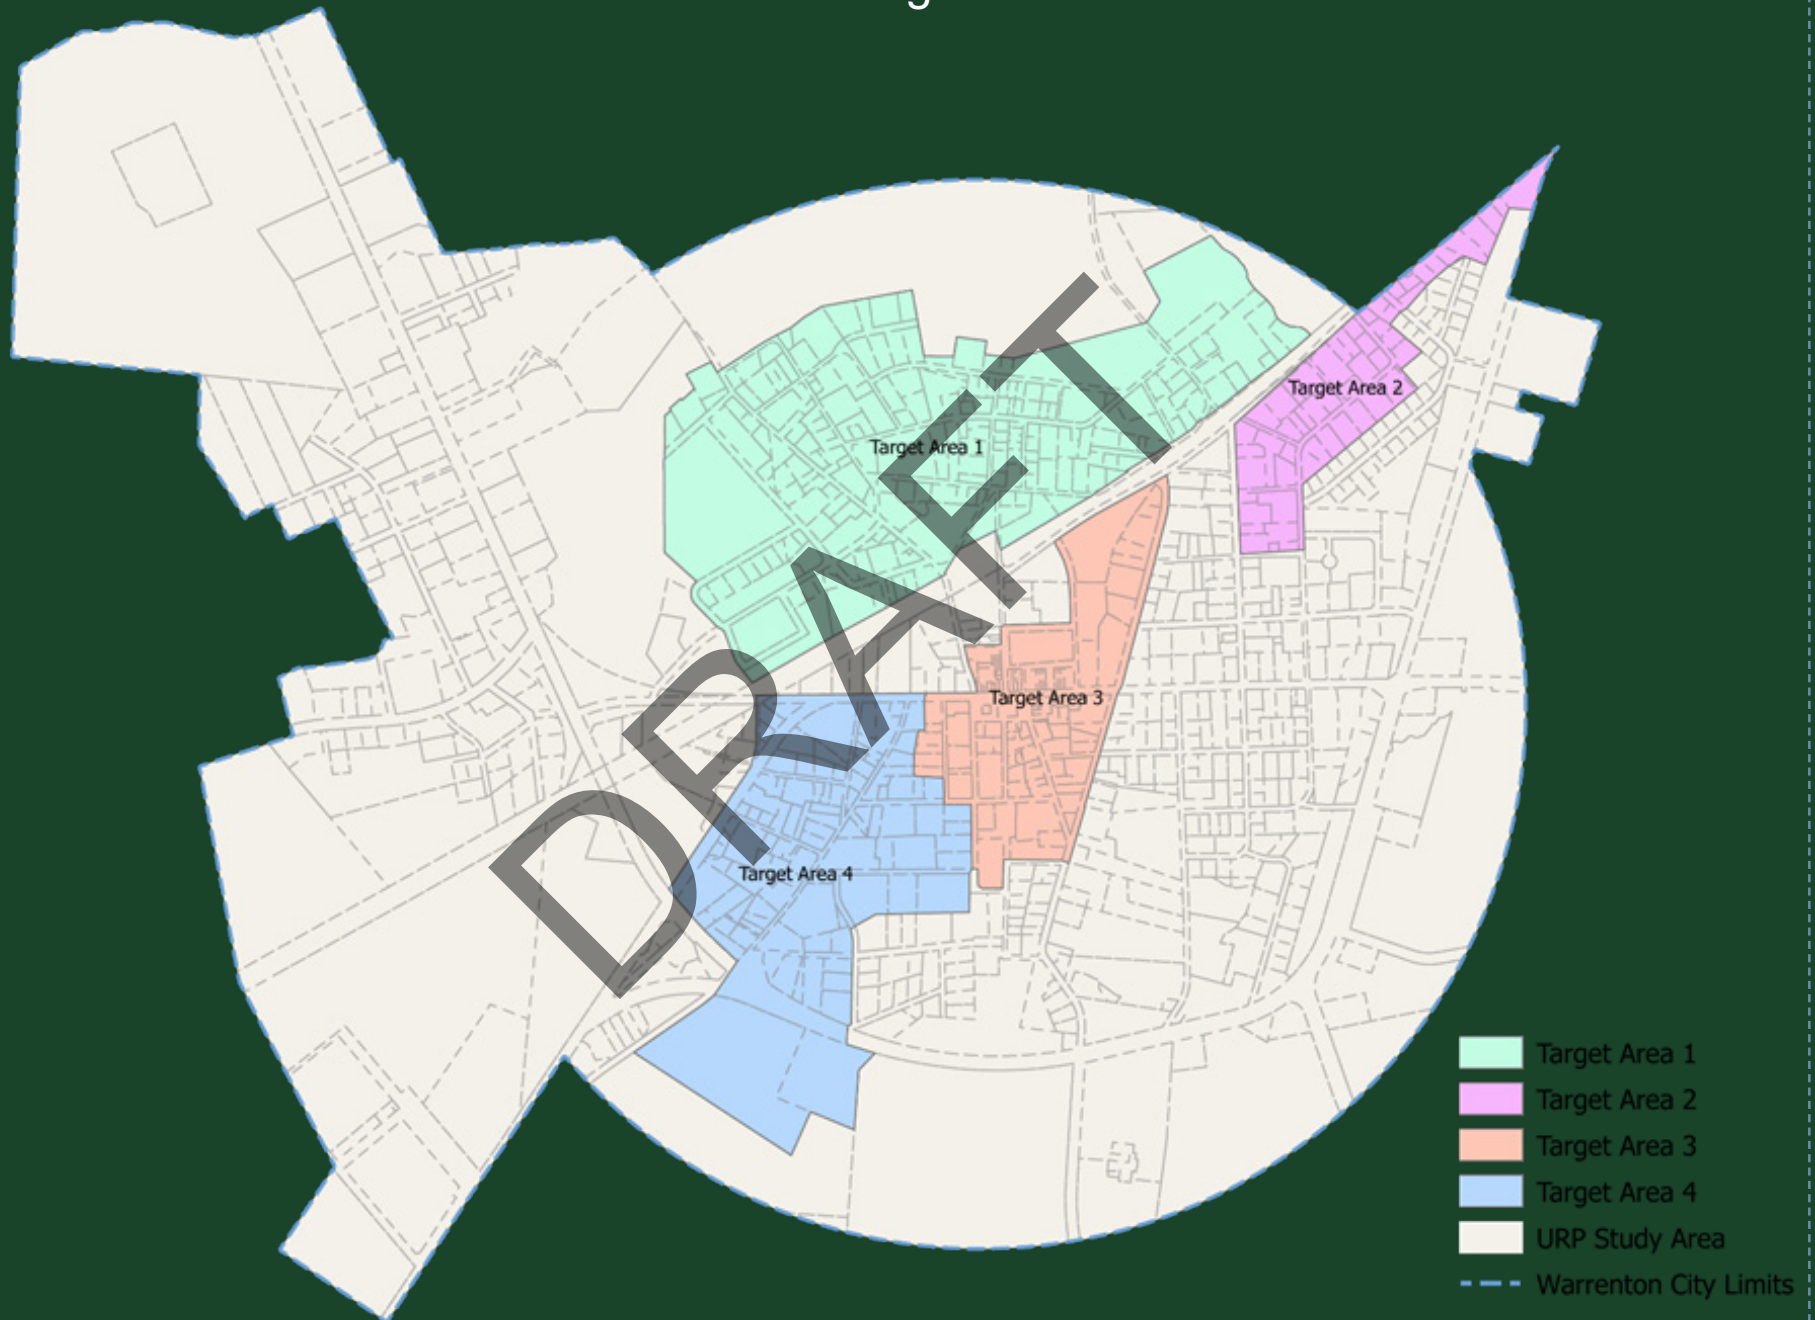 Target Area 2
Target Area 1
Target Area 3
Target Area 4
DRAFT
Target Area 1
Target Area 2
Target Area 3
Target Area 4
URP Study Area
Warrenton City Limits